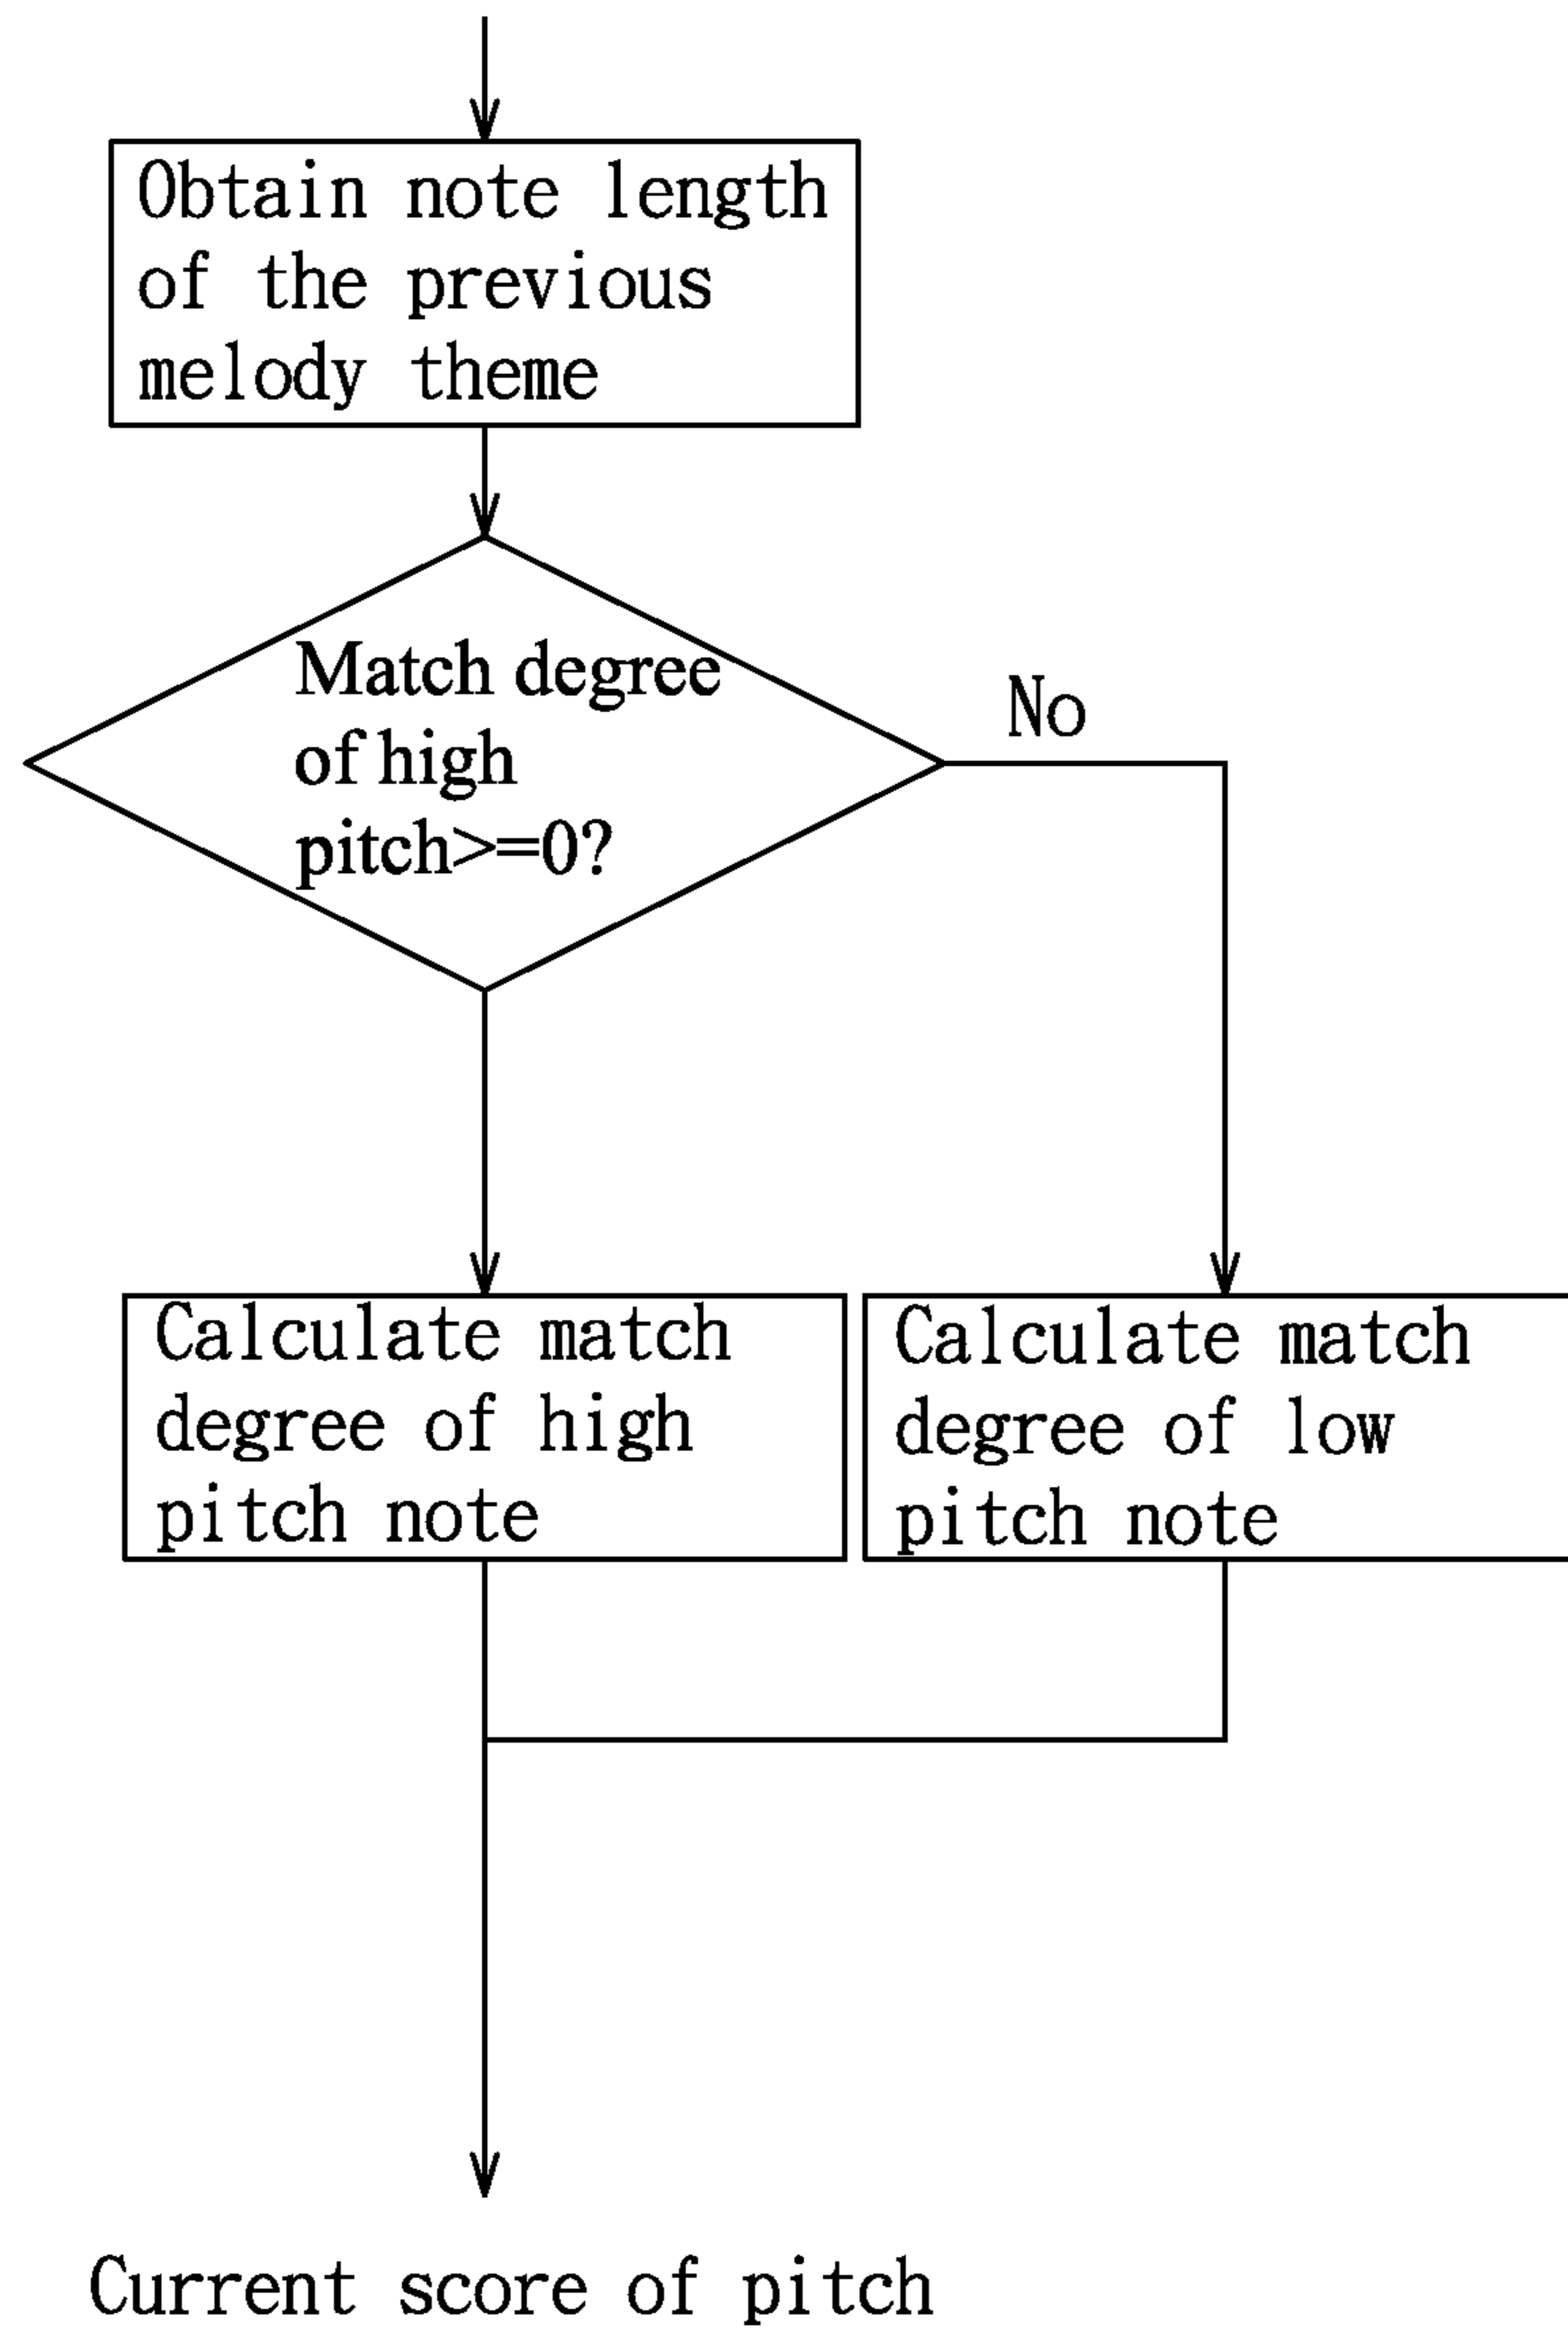 Obtain note length
of the previous
melody theme
Match degree
of high
pitch>=0?
No
Calculate match
degree of high
pitch note
Calculate match
degree of low
pitch note
Current score of pitch